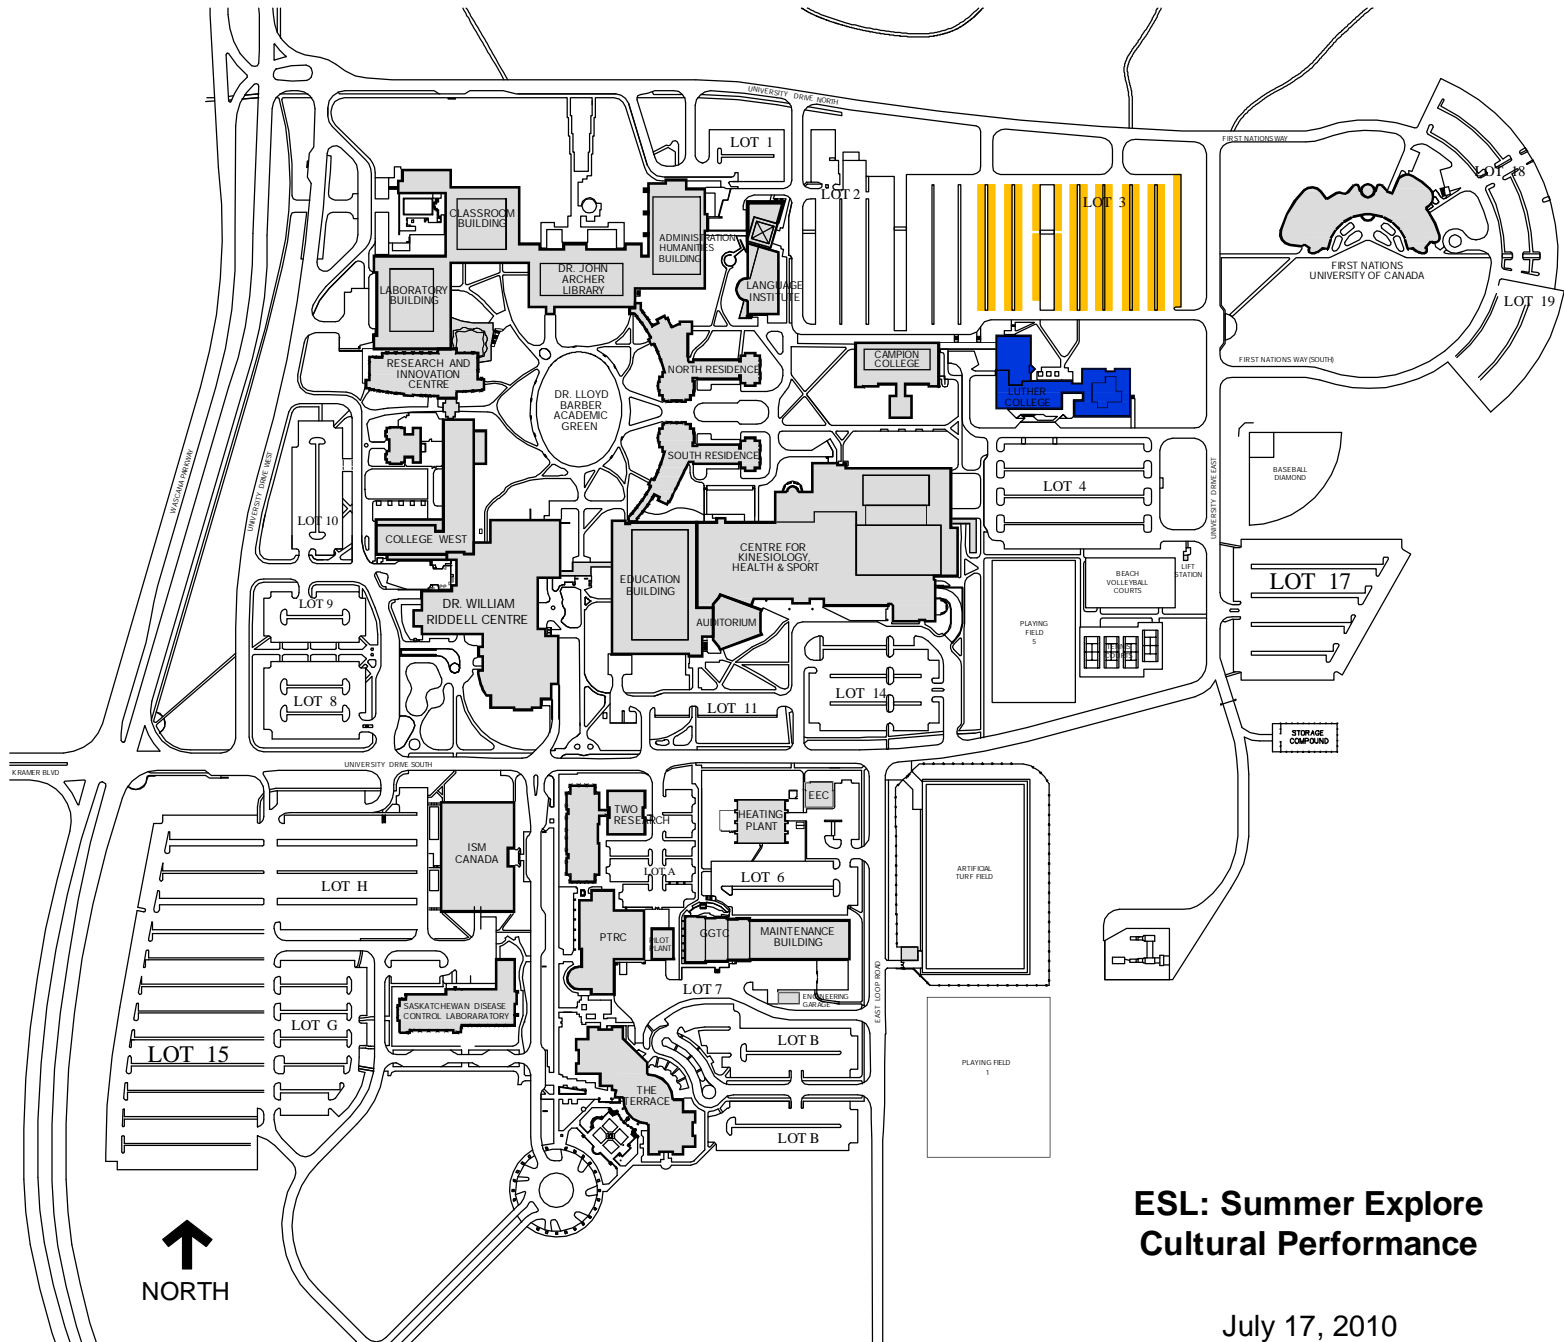 UNIVERSITY DRIVE NORTH
LOT 1
FIRST NATIONS WAY
LOT 18
LOT 2
LOT 3
CLASSROOM
BUILDING
ADMINISTRATION
HUMANITIES
BUILDING
DR. JOHN
ARCHER
LIBRARY
LABORATORY
BUILDING
LANGUAGE
INSTITUTE
FIRST NATIONS
UNIVERSITY OF CANADA
LOT 19
RESEARCH AND
INNOVATION
CENTRE
NORTH RESIDENCE
CAMPION
COLLEGE
FIRST NATIONS WAY (SOUTH)
DR. LLOYD
BARBER
ACADEMIC
GREEN
LUTHER
COLLEGE
WASCANA PARKWAY
UNIVERSITY DRIVE WEST
SOUTH RESIDENCE
BASEBALL
DIAMOND
LOT 4
UNIVERSITY DRIVE EAST
LOT 10
COLLEGE WEST
CENTRE FOR
KINESIOLOGY,
HEALTH & SPORT
EDUCATION
BUILDING
BEACH
VOLLEYBALL
COURTS
LIFT
STATION
LOT 17
LOT 9
DR. WILLIAM
RIDDELL CENTRE
AUDITORIUM
PLAYING
FIELD
5
TENNIS
COURTS
LOT 8
LOT 11
LOT 14
STORAGE
COMPOUND
KRAMER BLVD
UNIVERSITY DRIVE SOUTH
TWO
RESEARCH
HEATING
PLANT
EEC
ISM
CANADA
LOT H
LOT A
LOT 6
ARTIFICIAL
TURF FIELD
PTRC
PILOT
PLANT
GGTC
MAINTENANCE
BUILDING
LOT 7
ENGINEERING
GARAGE
EAST LOOP ROAD
SASKATCHEWAN DISEASE
CONTROL LABORARATORY
LOT G
LOT 15
LOT B
THE
TERRACE
LOT B
PLAYING FIELD
1
NORTH
ESL: Summer Explore
Cultural Performance
July 17, 2010